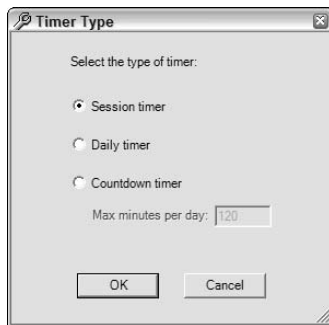 Timer Type
Select the type of timer:
Session timer
Daily timer
Countdown timer
Max minutes per day: 120
OK Cancel